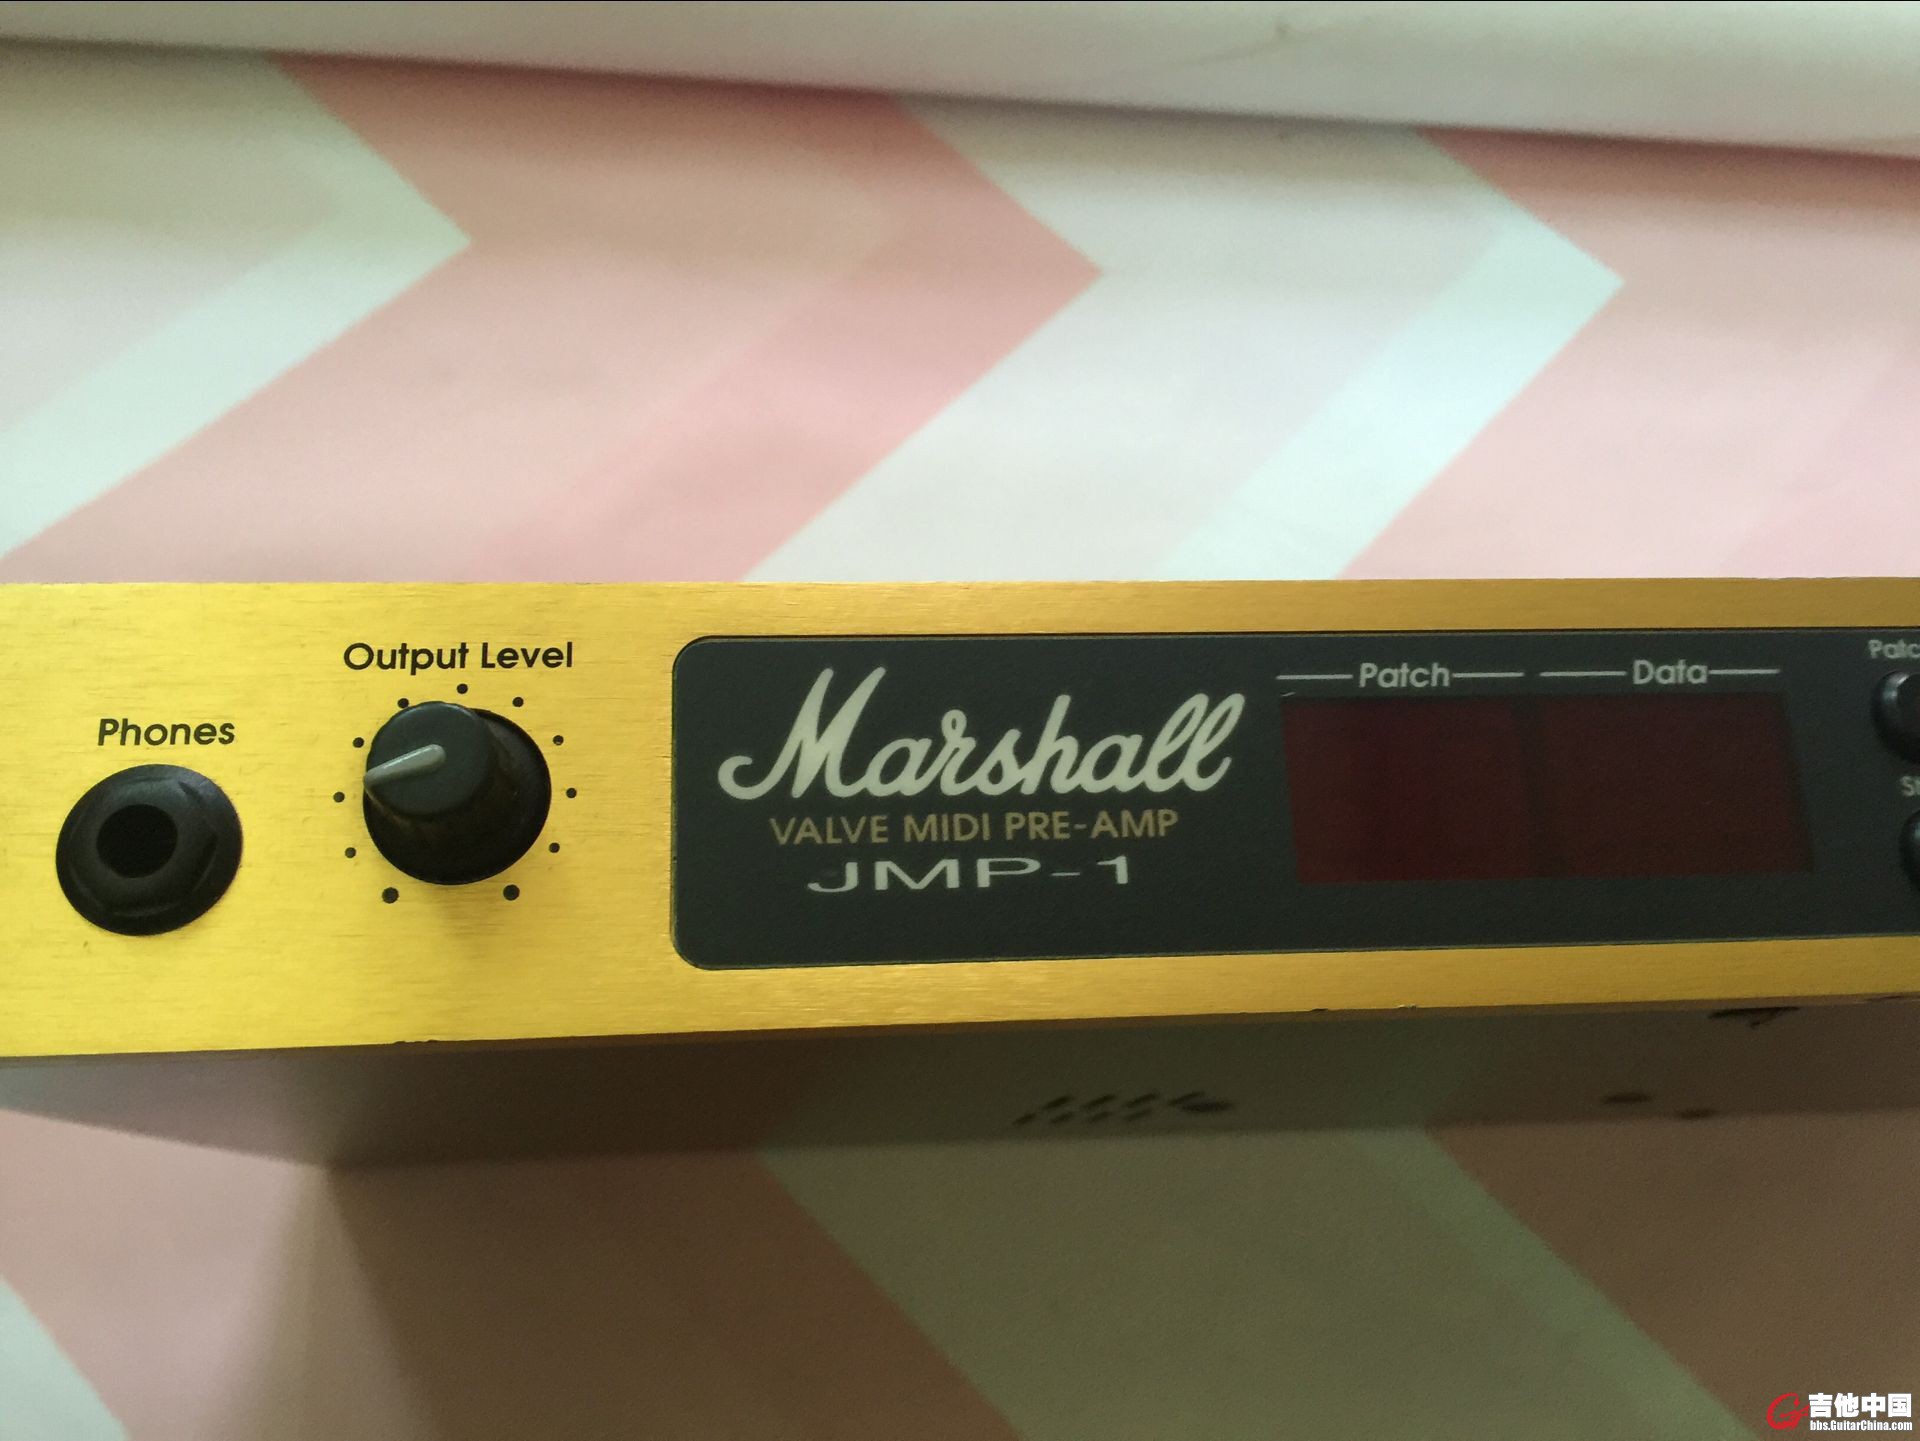 Output Level
Phones
Marshall
VALVE MIDI PRE-AMP
JMP-1
Patch
Data
吉他中国
bbs.GuitarChina.com